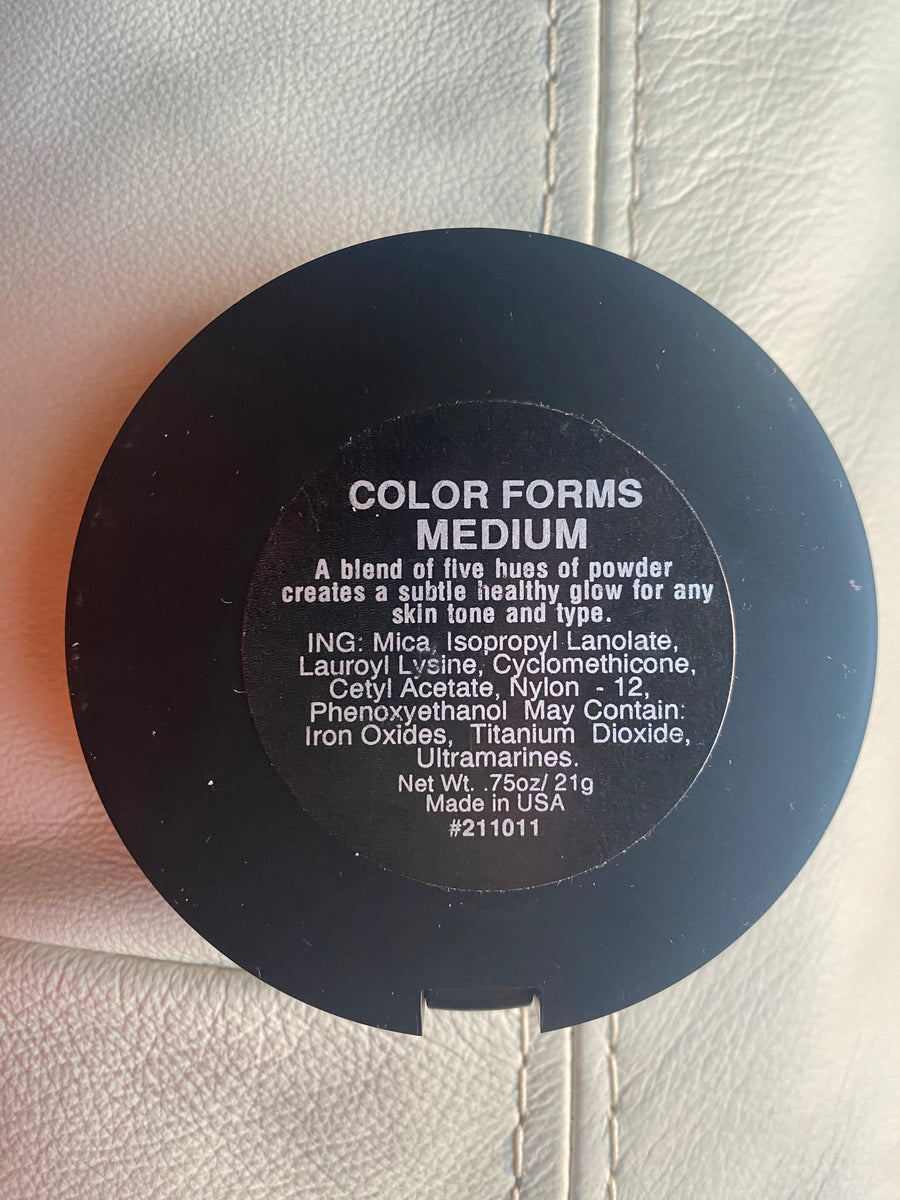 COLOR FORMS
MEDIUM
A blend of five hues of powder
creates a subtle healthy glow for any
skin tone and type.
ING: Mica, Isopropyl Lanolate,
Lauroyl Lysine, Cyclomethicone,
Cetyl Acetate, Nylon - 12,
Phenoxyethanol May Contain:
Iron Oxides, Titanium Dioxide,
Ultramarines.
Net Wt. .75oz/ 21g
Made in USA
#211011